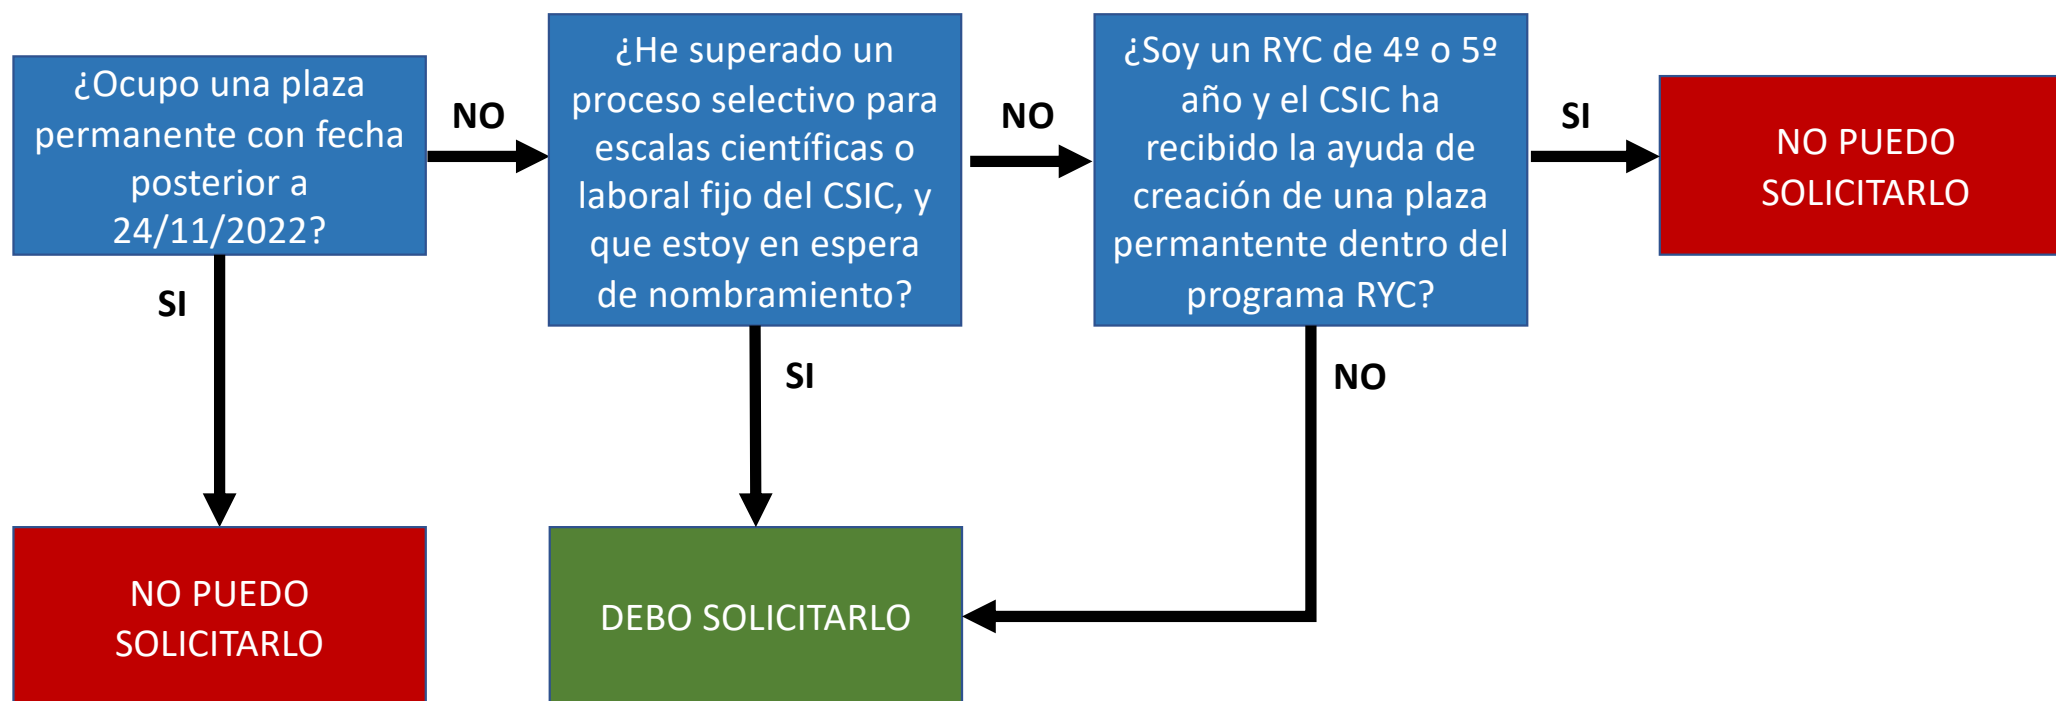 ¿Ocupo una plaza
permanente con fecha
posterior a
24/11/2022?
NO
¿He superado un
proceso selectivo para
escalas científicas o
laboral fijo del CSIC, y
que estoy en espera
de nombramiento?
NO
¿Soy un RYC de 4º o 5º
año y el CSIC ha
recibido la ayuda de
creación de una plaza
permantente dentro del
programa RYC?
SI
NO PUEDO
SOLICITARLO
SI
SI
NO
NO PUEDO
SOLICITARLO
DEBO SOLICITARLO